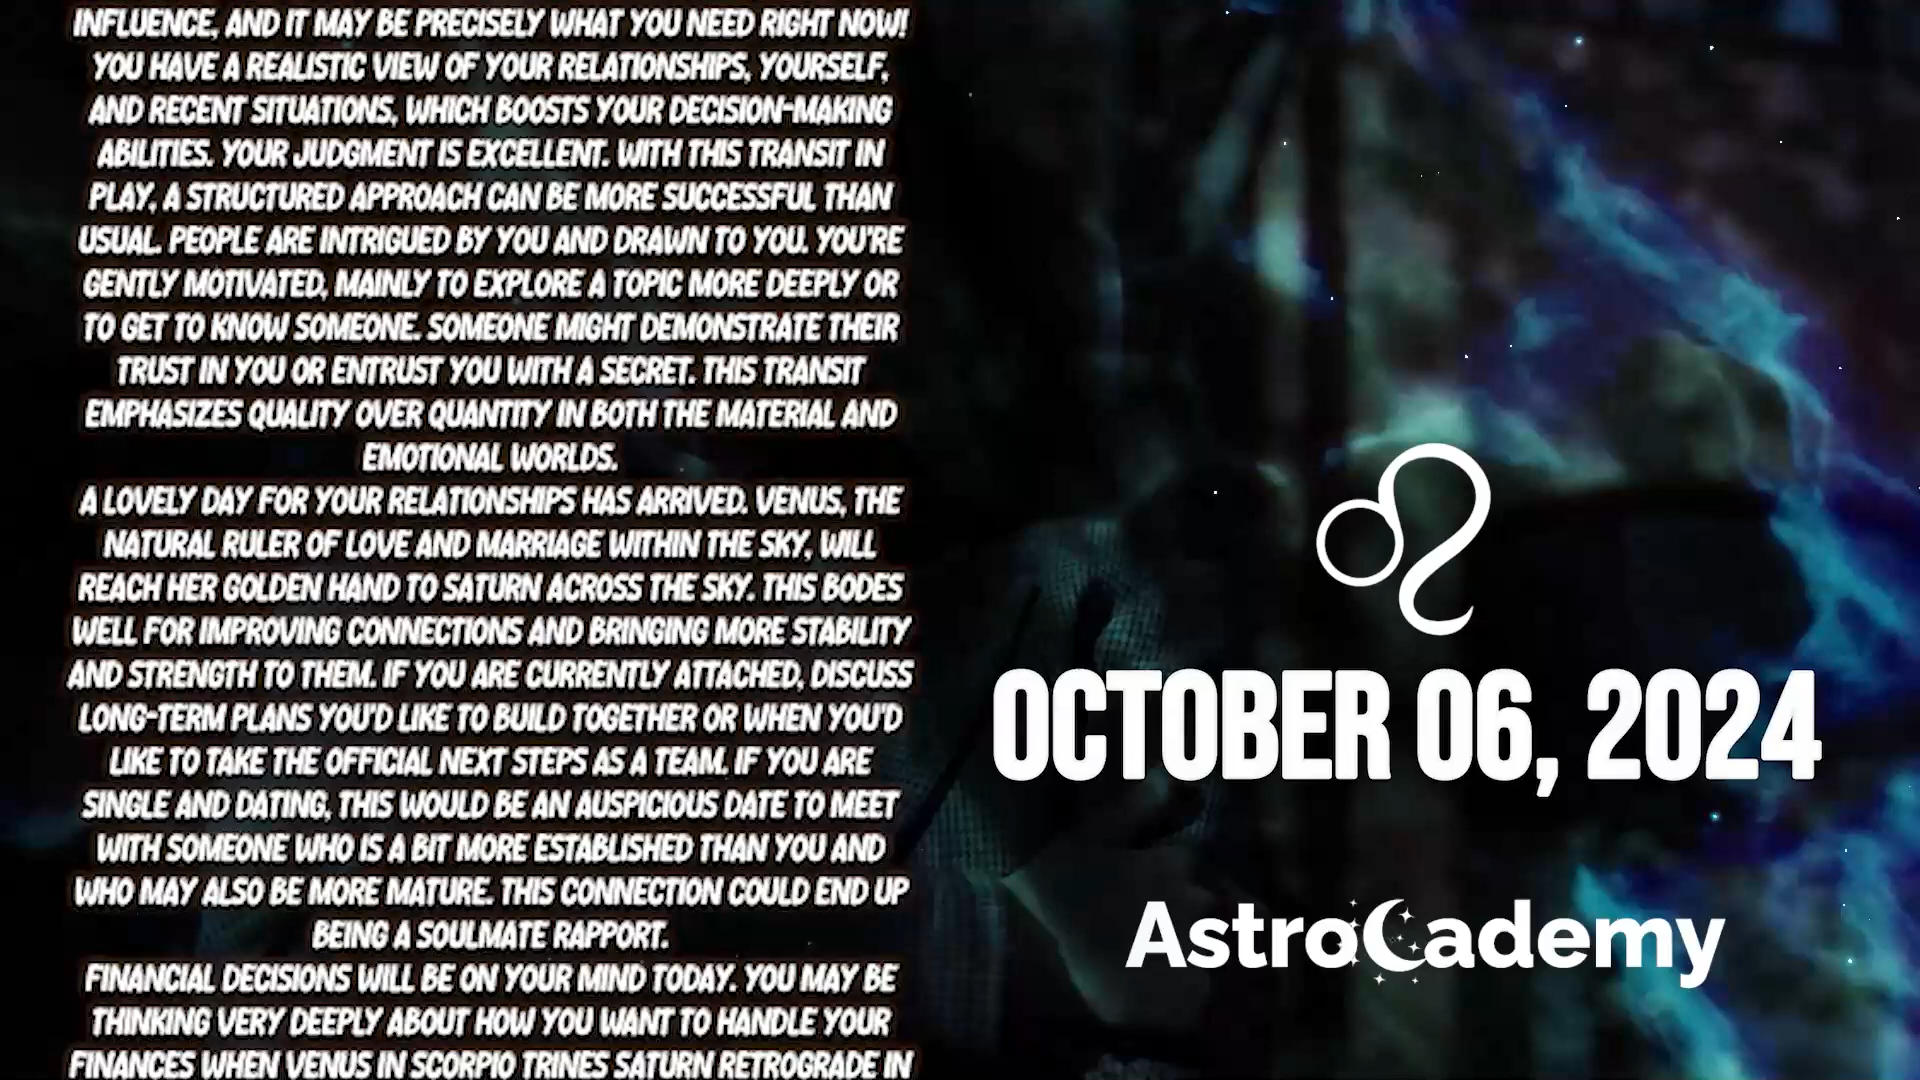 INFLUENCE, AND IT MAY BE PRECISELY WHAT YOU NEED RIGHT NOW!
YOU HAVE A REALISTIC VIEW OF YOUR RELATIONSHIPS, YOURSELF,
AND RECENT SITUATIONS, WHICH BOOSTS YOUR DECISION-MAKING
ABILITIES. YOUR JUDGMENT IS EXCELLENT. WITH THIS TRANSIT IN
PLAY, A STRUCTURED APPROACH CAN BE MORE SUCCESSFUL THAN
USUAL. PEOPLE ARE INTRIGUED BY YOU AND DRAWN TO YOU. YOU'RE
GENTLY MOTIVATED, MAINLY TO EXPLORE A TOPIC MORE DEEPLY OR
TO GET TO KNOW SOMEONE. SOMEONE MIGHT DEMONSTRATE THEIR
TRUST IN YOU OR ENTRUST YOU WITH A SECRET. THIS TRANSIT
EMPHASIZES QUALITY OVER QUANTITY IN BOTH THE MATERIAL AND
EMOTIONAL WORLDS.
A LOVELY DAY FOR YOUR RELATIONSHIPS HAS ARRIVED. VENUS, THE
NATURAL RULER OF LOVE AND MARRIAGE WITHIN THE SKY, WILL
REACH HER GOLDEN HAND TO SATURN ACROSS THE SKY. THIS BODES
WELL FOR IMPROVING CONNECTIONS AND BRINGING MORE STABILITY
AND STRENGTH TO THEM. IF YOU ARE CURRENTLY ATTACHED, DISCUSS
LONG-TERM PLANS YOU'D LIKE TO BUILD TOGETHER OR WHEN YOU'D
LIKE TO TAKE THE OFFICIAL NEXT STEPS AS A TEAM. IF YOU ARE
SINGLE AND DATING, THIS WOULD BE AN AUSPICIOUS DATE TO MEET
WITH SOMEONE WHO IS A BIT MORE ESTABLISHED THAN YOU AND
WHO MAY ALSO BE MORE MATURE. THIS CONNECTION COULD END UP
BEING A SOULMATE RAPPORT.
FINANCIAL DECISIONS WILL BE ON YOUR MIND TODAY. YOU MAY BE
THINKING VERY DEEPLY ABOUT HOW YOU WANT TO HANDLE YOUR
FINANCES WHEN VENUS IN SCORPIO TRINES SATURN RETROGRADE IN
♌
OCTOBER 06, 2024
AstroCademy